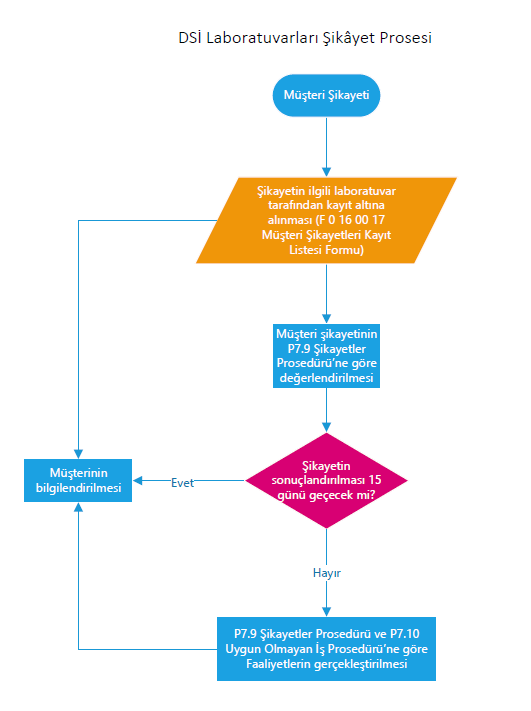 DSİ Laboratuvarları Şikâyet Prosesi
Müşteri Şikayeti
Şikayetin ilgili laboratuvar
tarafından kayıt altına
alınması (F 0 16 00 17
Müşteri Şikayetleri Kayıt
Listesi Formu)
Müşteri şikayetinin
P7.9 Şikayetler
Prosedürü’ne göre
değerlendirilmesi
Şikayetin
sonuçlandırılması 15
günü geçecek mi?
Evet
Müşterinin
bilgilendirilmesi
Hayır
P7.9 Şikayetler Prosedürü ve P7.10
Uygun Olmayan İş Prosedürü’ne göre
Faaliyetlerin gerçekleştirilmesi